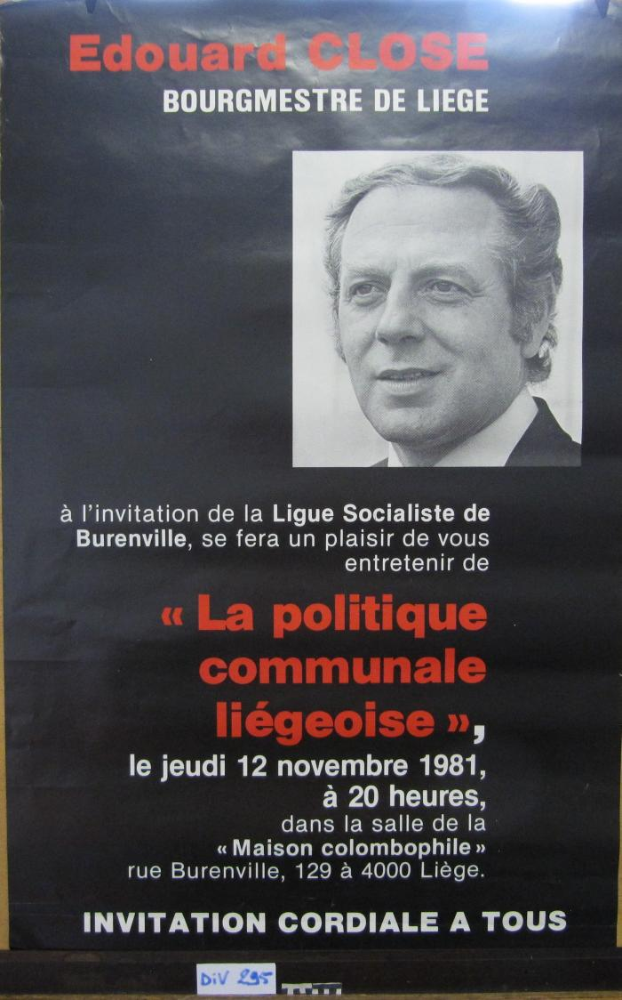 Edouard CLOSE
BOURGMESTRE DE LIEGE
à l'invitation de la Ligue Socialiste de
Burenville, se fera un plaisir de vous
entretenir de
« La politique
communale
liégeoise »,
le jeudi 12 novembre 1981,
à 20 heures,
dans la salle de la
« Maison colombophile »
rue Burenville, 129 à 4000 Liège.
INVITATION CORDIALE A TOUS
DiV 295